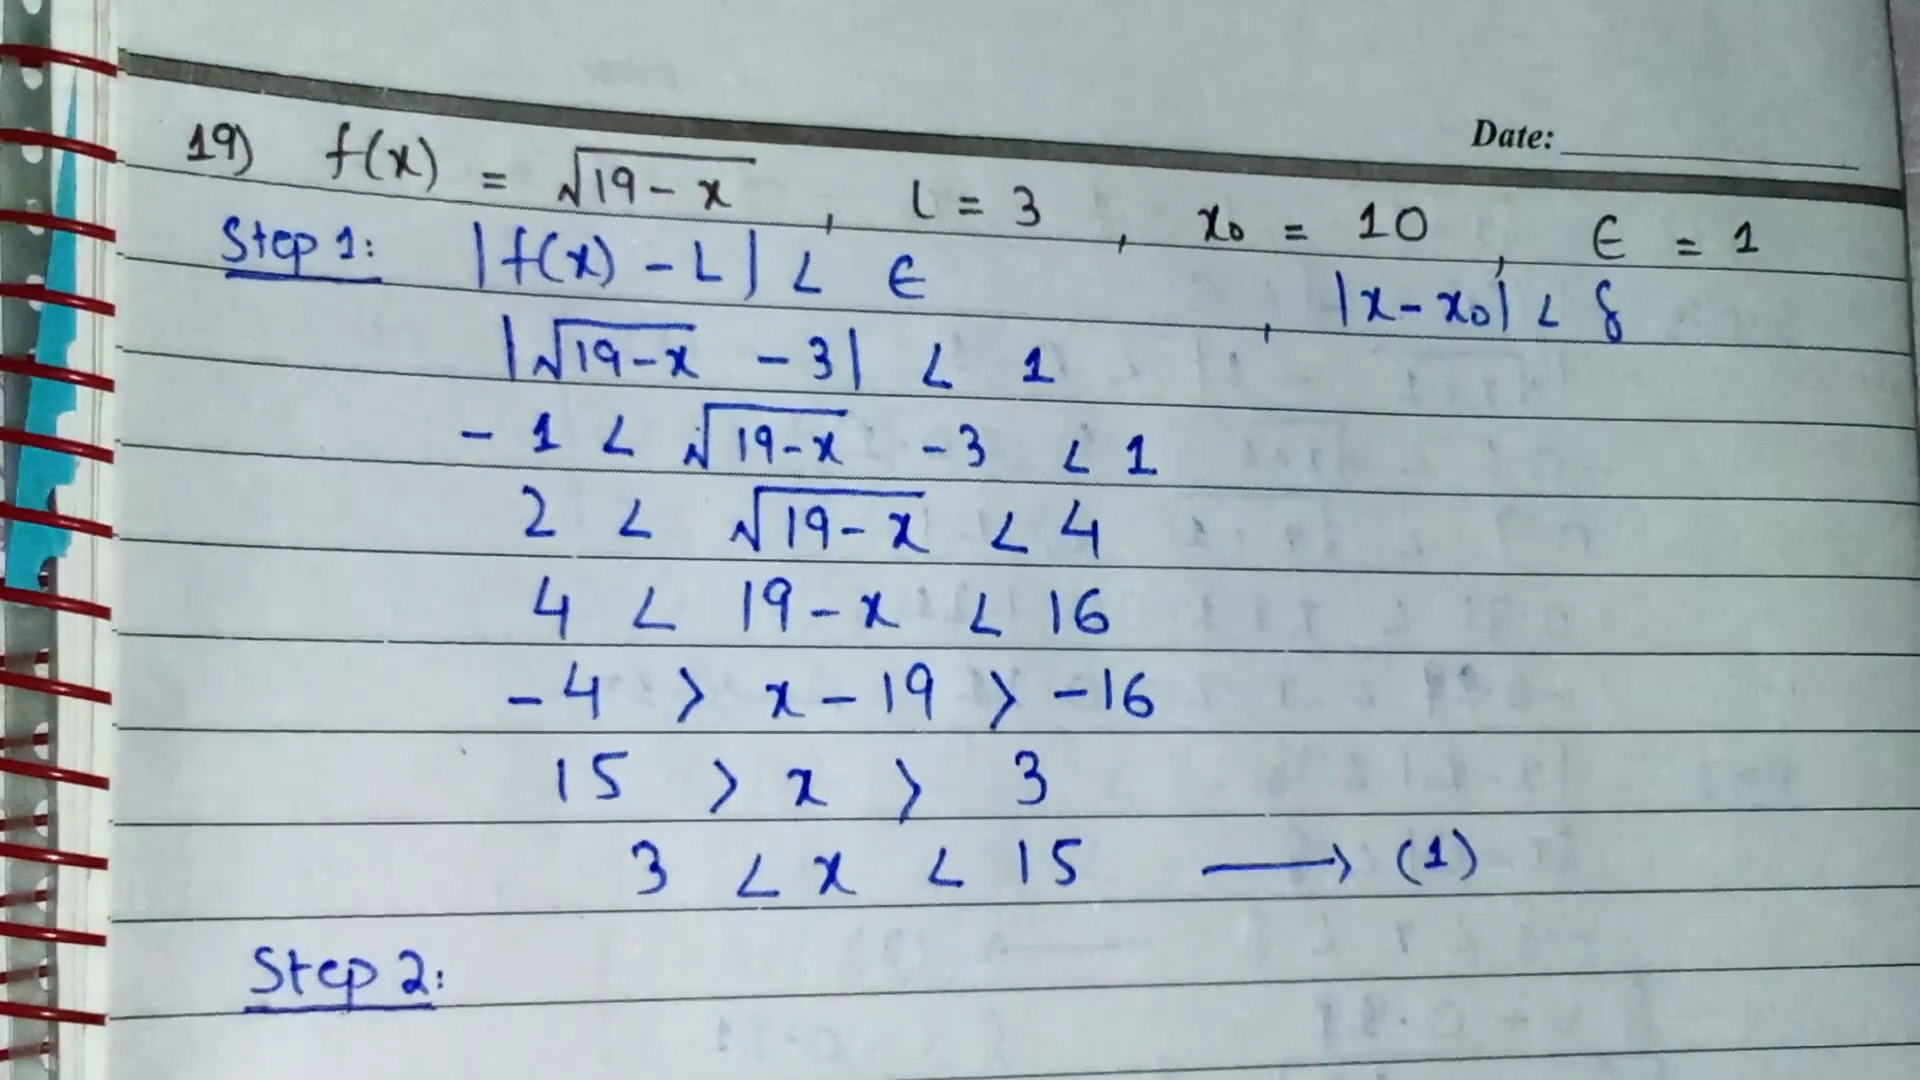 Date:
19) f(x) = √19-x , L = 3 , x₀ = 10 , ϵ = 1
Step 1: |f(x) - L| < ϵ , |x-x₀| < δ
|√19-x - 3| < 1
- 1 < √19-x - 3 < 1
2 < √19-x < 4
4 < 19-x < 16
-4 > x-19 > -16
15 > x > 3
3 < x < 15 ⟶ (1)
Step 2: